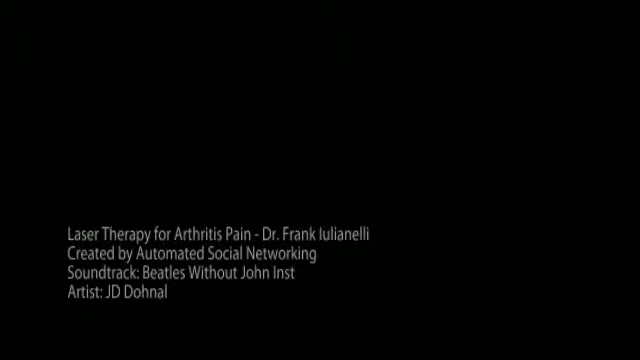 Laser Therapy for Arthritis Pain - Dr. Frank Iulianelli
Created by Automated Social Networking
Soundtrack: Beatles Without John Inst
Artist: JD Dohnal